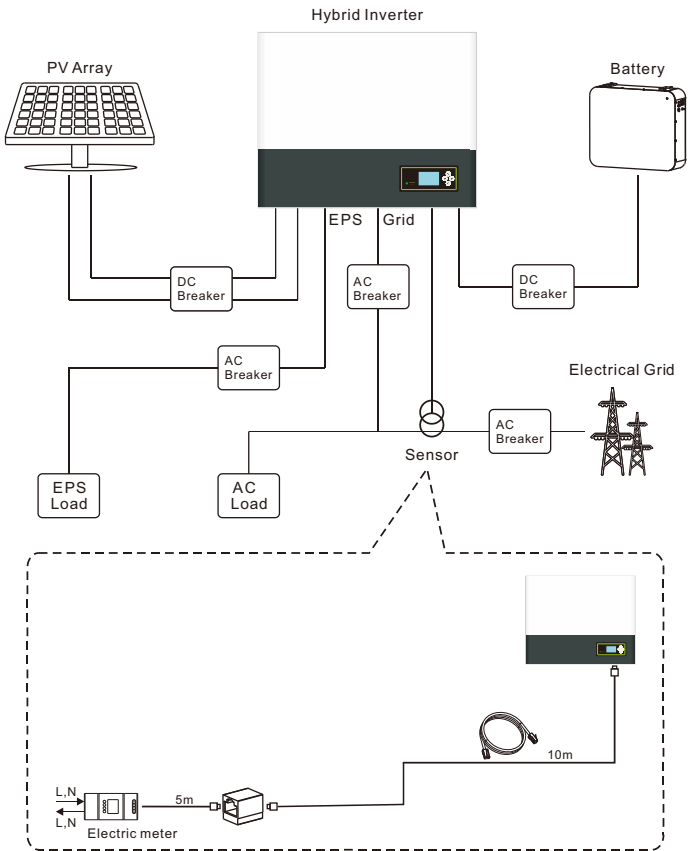 Hybrid Inverter
PV Array
Battery
EPS
Grid
DC
Breaker
AC
Breaker
DC
Breaker
AC
Breaker
Electrical Grid
AC
Breaker
Sensor
EPS
Load
AC
Load
10m
L,N
5m
L,N
Electric meter